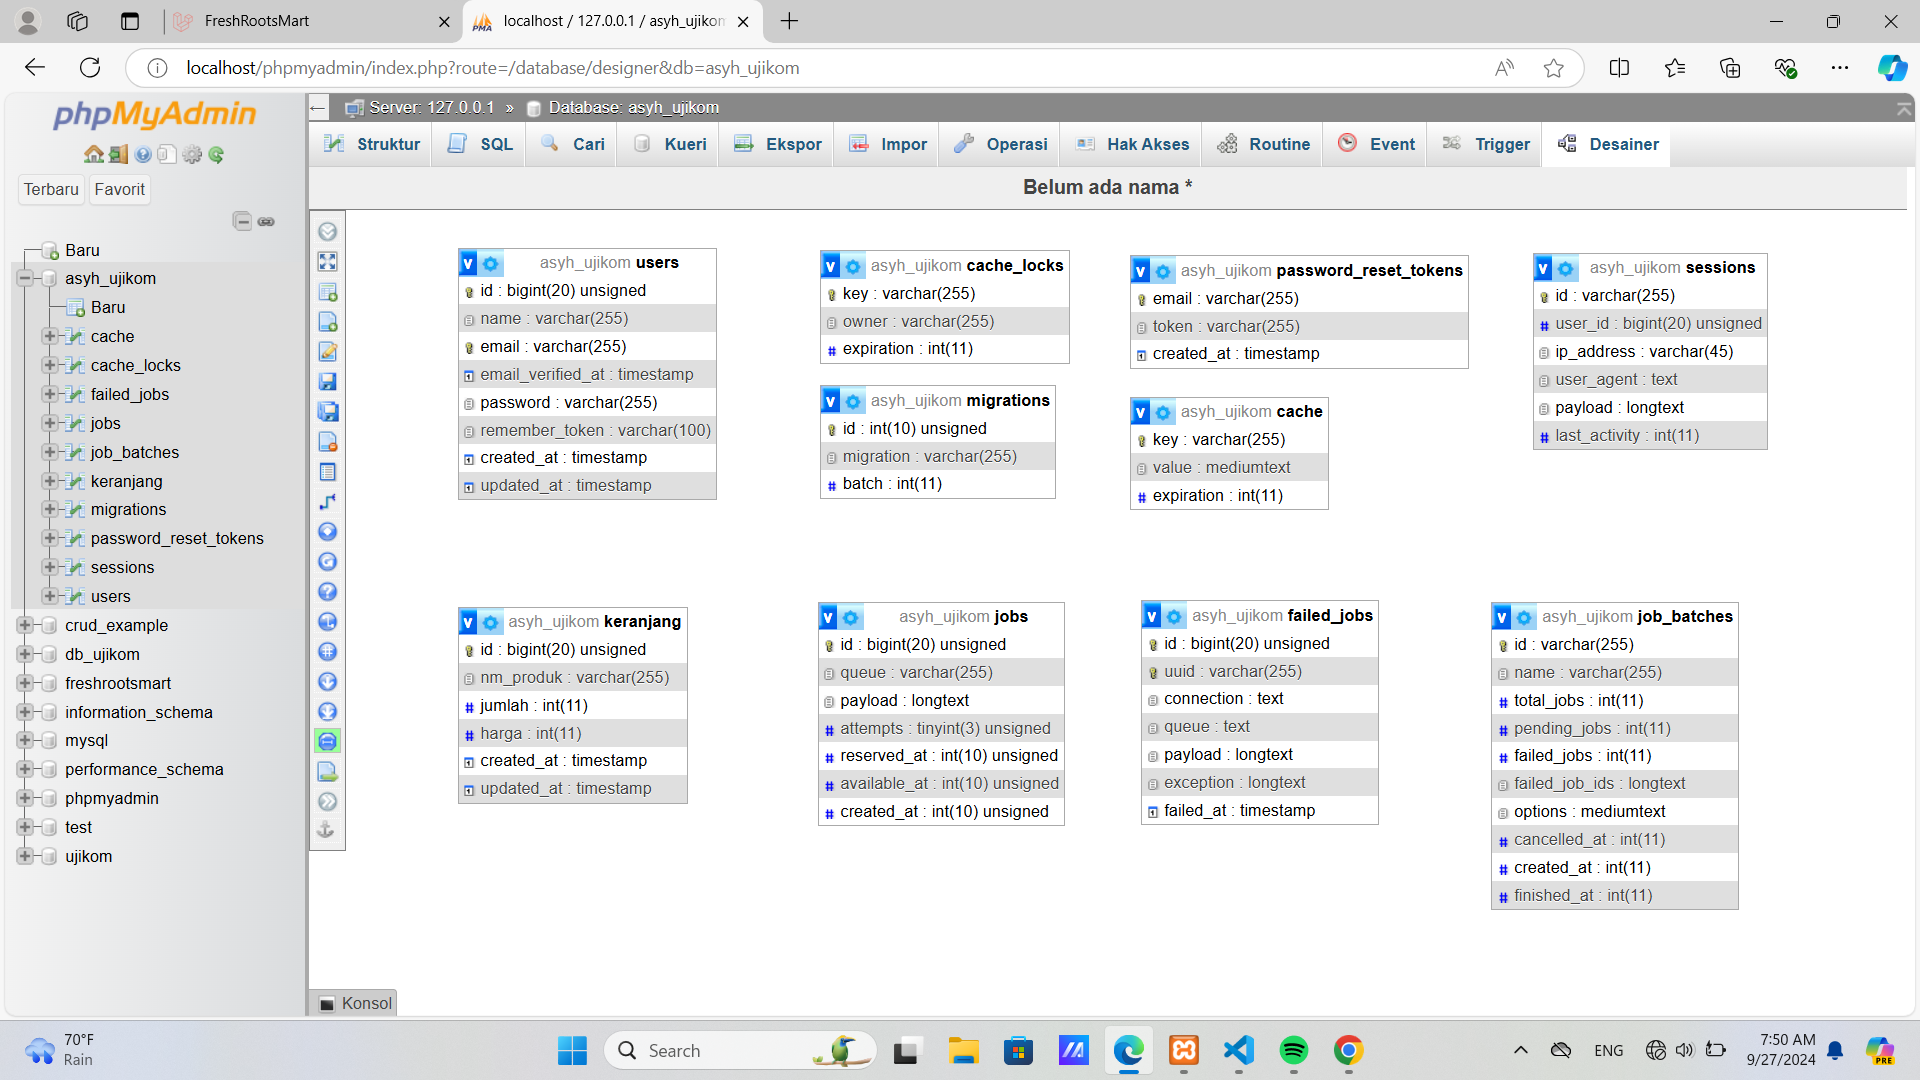 FreshRootsMart
localhost / 127.0.0.1 / asyh_ujikom
localhost/phpmyadmin/index.php?route=/database/designer&db=asyh_ujikom
phpMyAdmin
Terbaru
Favorit
Baru
asyh_ujikom
Baru
cache
cache_locks
failed_jobs
jobs
job_batches
keranjang
migrations
password_reset_tokens
sessions
users
crud_example
db_ujikom
freshrootsmart
information_schema
mysql
performance_schema
phpmyadmin
test
ujikom
Server: 127.0.0.1 » Database: asyh_ujikom
Struktur
SQL
Cari
Kueri
Ekspor
Impor
Operasi
Hak Akses
Routine
Event
Trigger
Desainer
Belum ada nama *
v asyh_ujikom users
id : bigint(20) unsigned
name : varchar(255)
email : varchar(255)
email_verified_at : timestamp
password : varchar(255)
remember_token : varchar(100)
created_at : timestamp
updated_at : timestamp
v asyh_ujikom cache_locks
key : varchar(255)
owner : varchar(255)
# expiration : int(11)
v asyh_ujikom migrations
id : int(10) unsigned
migration : varchar(255)
# batch : int(11)
v asyh_ujikom password_reset_tokens
email : varchar(255)
token : varchar(255)
created_at : timestamp
v asyh_ujikom cache
key : varchar(255)
value : mediumtext
# expiration : int(11)
v asyh_ujikom sessions
id : varchar(255)
# user_id : bigint(20) unsigned
ip_address : varchar(45)
user_agent : text
payload : longtext
# last_activity : int(11)
v asyh_ujikom keranjang
id : bigint(20) unsigned
nm_produk : varchar(255)
# jumlah : int(11)
# harga : int(11)
created_at : timestamp
updated_at : timestamp
v asyh_ujikom jobs
id : bigint(20) unsigned
queue : varchar(255)
payload : longtext
# attempts : tinyint(3) unsigned
# reserved_at : int(10) unsigned
# available_at : int(10) unsigned
# created_at : int(10) unsigned
v asyh_ujikom failed_jobs
id : bigint(20) unsigned
uuid : varchar(255)
connection : text
queue : text
payload : longtext
exception : longtext
failed_at : timestamp
v asyh_ujikom job_batches
id : varchar(255)
name : varchar(255)
# total_jobs : int(11)
# pending_jobs : int(11)
# failed_jobs : int(11)
failed_job_ids : longtext
options : mediumtext
# cancelled_at : int(11)
# created_at : int(11)
# finished_at : int(11)
Konsol
70°F
Rain
Search
ENG
7:50 AM
9/27/2024
PRE